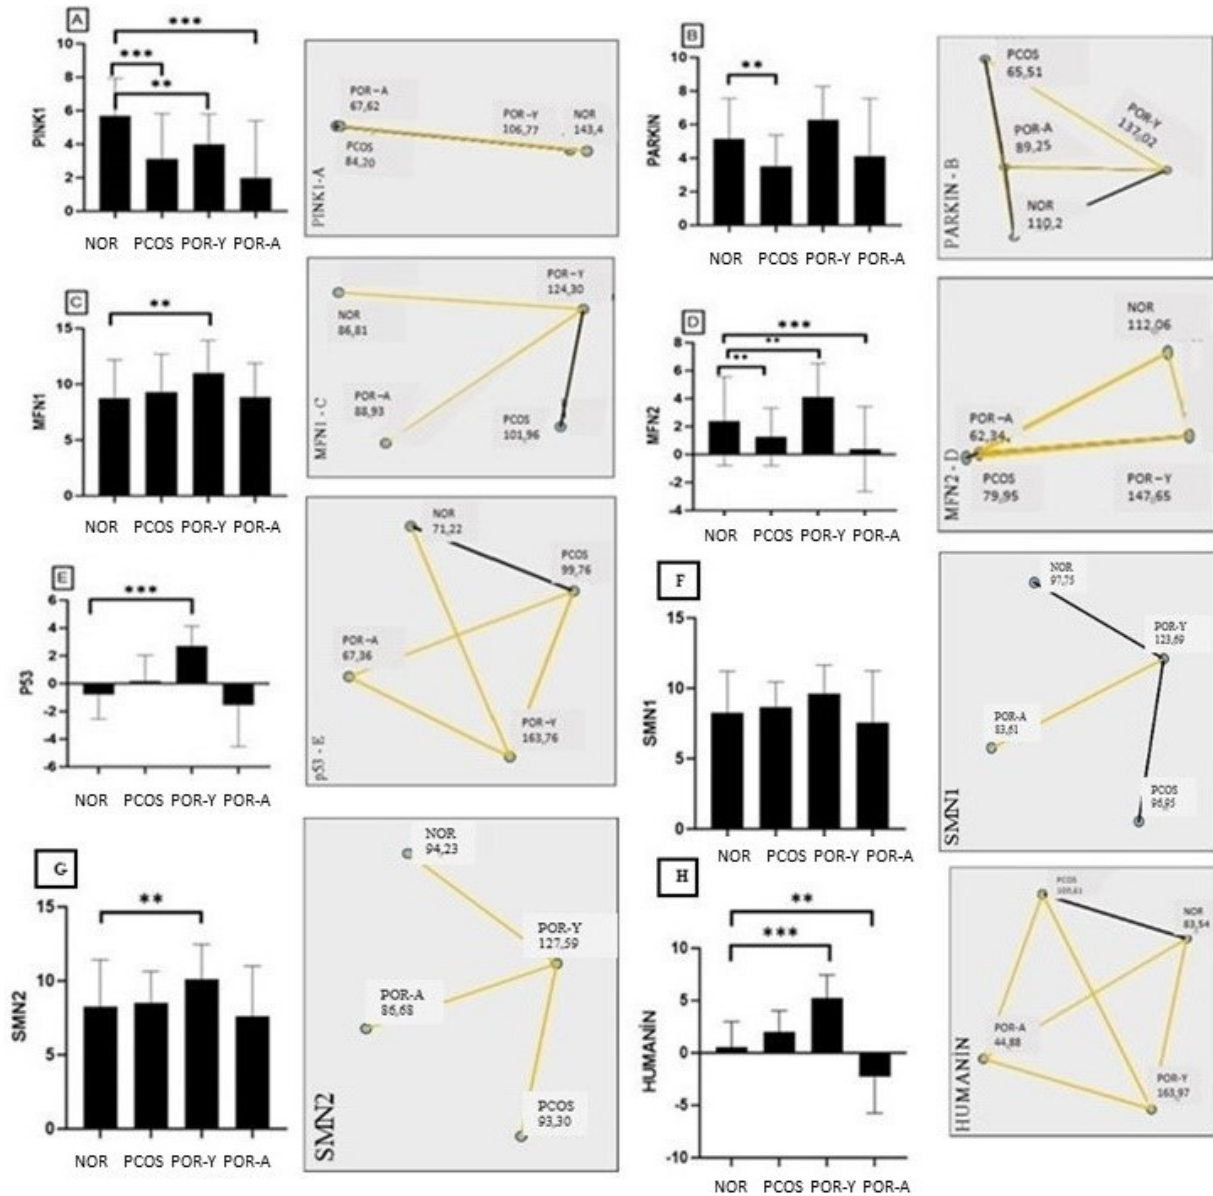 A
***
***
**
10
8
6
4
2
0
PINK1
NOR PCOS POR-Y POR-A
POR-A
67,62
PCOS
84,20
POR-Y
106,77
NOR
143,4
PINK1-A
B
**
10
8
6
4
2
0
PARKIN
NOR PCOS POR-Y POR-A
PCOS
65,51
POR-Y
137,02
POR-A
89,25
NOR
110,2
PARKIN - B
C
**
15
10
5
0
MFN1
NOR PCOS POR-Y POR-A
POR-Y
124,30
NOR
86,81
POR-A
88,93
PCOS
101,96
MFN1 - C
D
***
**
**
8
6
4
2
0
-2
-4
MFN2
NOR PCOS POR-Y POR-A
NOR
112,06
POR-A
62,34
PCOS
79,95
POR-Y
147,65
MFN2 - D
E
***
6
4
2
0
-2
-4
-6
P53
NOR PCOS POR-Y POR-A
NOR
71,22
PCOS
99,76
POR-A
67,36
POR-Y
163,76
p53 - E
F
15
10
5
0
SMN1
NOR PCOS POR-Y POR-A
NOR
97,75
POR-Y
123,69
POR-A
83,61
PCOS
96,95
SMN1
G
**
15
10
5
0
SMN2
NOR PCOS POR-Y POR-A
NOR
94,23
POR-Y
127,59
POR-A
86,68
PCOS
93,30
SMN2
H
**
***
10
5
0
-5
-10
HUMANİN
NOR PCOS POR-Y POR-A
PCOS
NOR
83,54
POR-A
44,88
POR-Y
163,97
HUMANİN